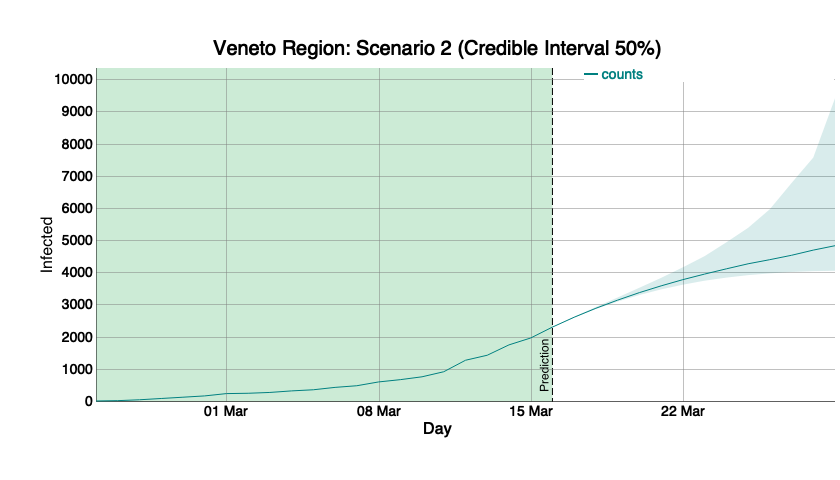 Veneto Region: Scenario 2 (Credible Interval 50%)
counts
10000
9000
8000
7000
6000
5000
4000
3000
2000
1000
0
Infected
Prediction
01 Mar
08 Mar
15 Mar
22 Mar
Day